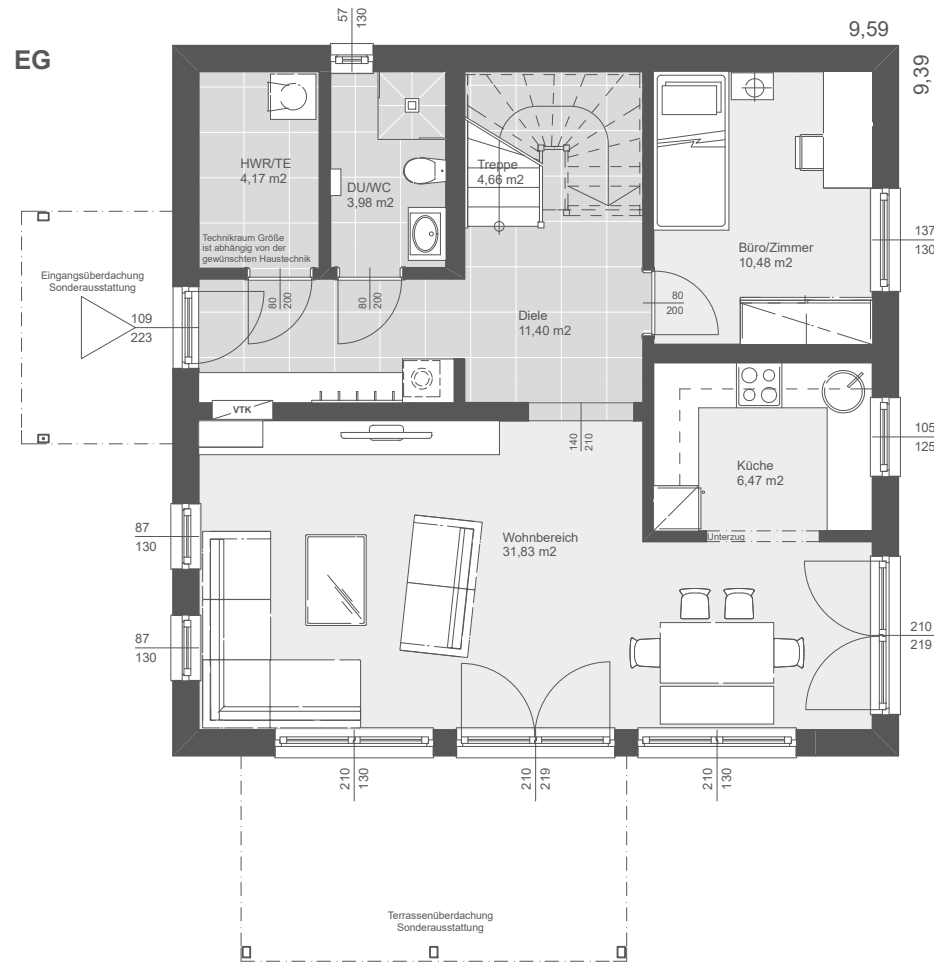 EG
57
130
9,59
9,39
HWR/TE
4,17 m2
DU/WC
3,98 m2
Treppe
4,66 m2
Technikraum Größe
ist abhängig von der
gewünschten Haustechnik
Büro/Zimmer
10,48 m2
137
130
Eingangsüberdachung
Sonderausstattung
109
223
80
200
80
200
80
200
Diele
11,40 m2
VTK
140
210
Küche
6,47 m2
105
125
Unterzug
87
130
Wohnbereich
31,83 m2
87
130
210
219
210
130
210
219
210
130
Terrassenüberdachung
Sonderausstattung